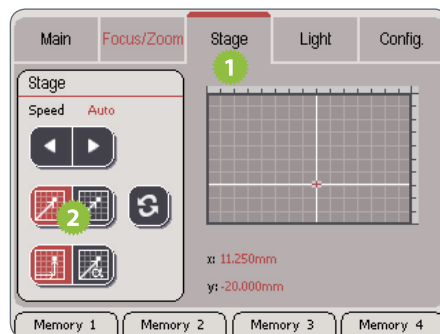 Main Focus/Zoom Stage Light Config.
1
Stage
Speed Auto
2
x: 11.250mm
y: -20.000mm
Memory 1 Memory 2 Memory 3 Memory 4